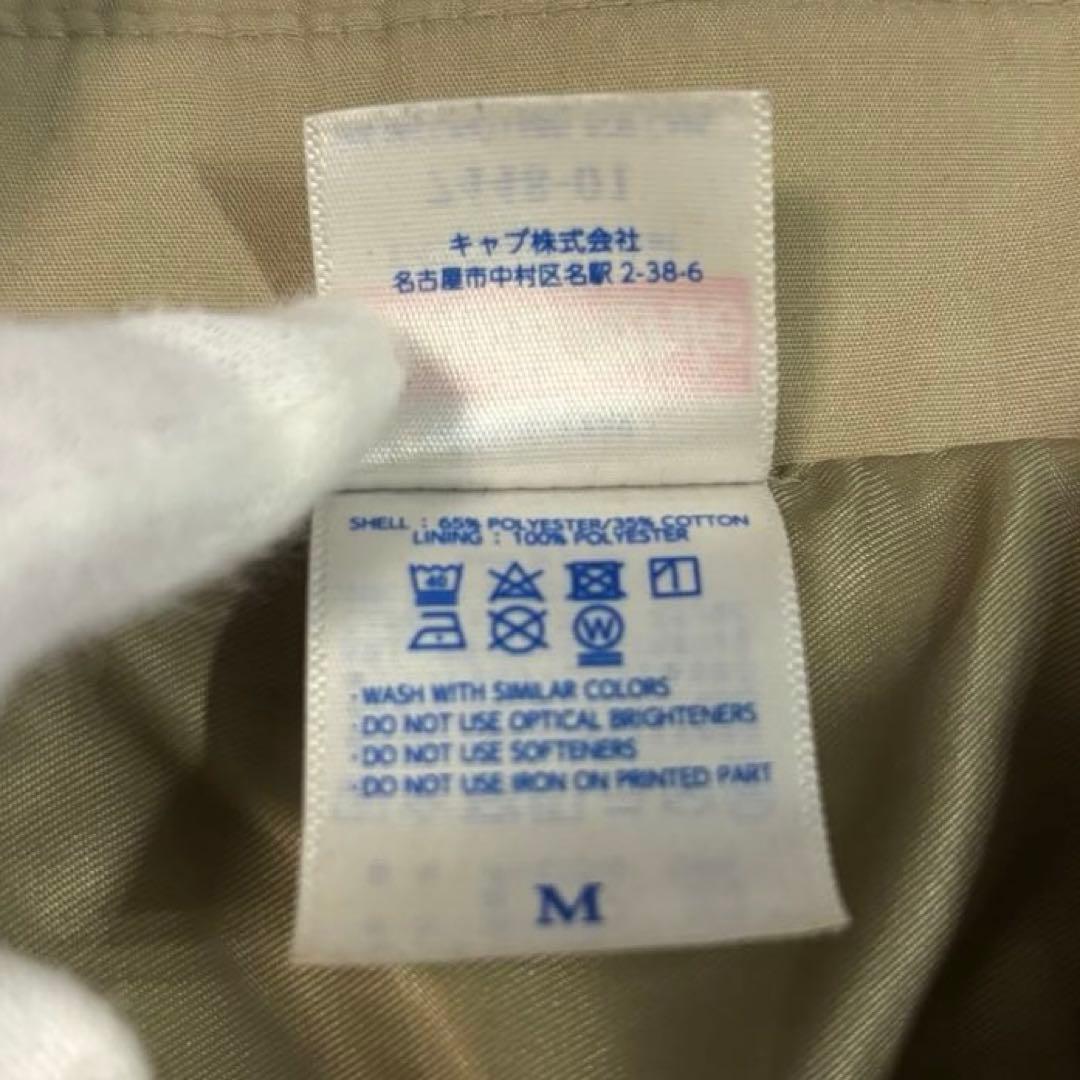 キャブ株式会社
名古屋市中村区名駅 2-38-6
SHELL : 65% POLYESTER/35% COTTON
LINING : 100% POLYESTER
40
W
· WASH WITH SIMILAR COLORS
· DO NOT USE OPTICAL BRIGHTENERS
· DO NOT USE SOFTENERS
· DO NOT USE IRON ON PRINTED PART
M